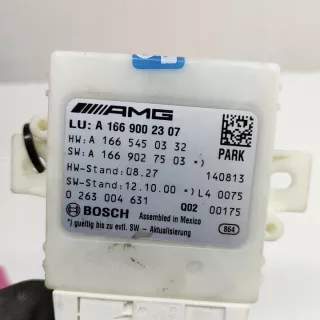 AMG
LU: A 166 900 23 07
HW: A 166 545 03 32
SW: A 166 902 75 03 *) PARK
HW-Stand: 08.27 140813
SW-Stand: 12.10.00 *) L4 0075
0 263 004 631 Q02 00175
BOSCH Assembled in Mexico
*) gueltig bis zu evtl. SW - Aktualisierung 864